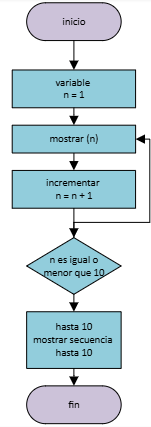 inicio
variable
n = 1
mostrar (n)
incrementar
n = n + 1
n es igual o
menor que 10
hasta 10
mostrar secuencia
hasta 10
fin